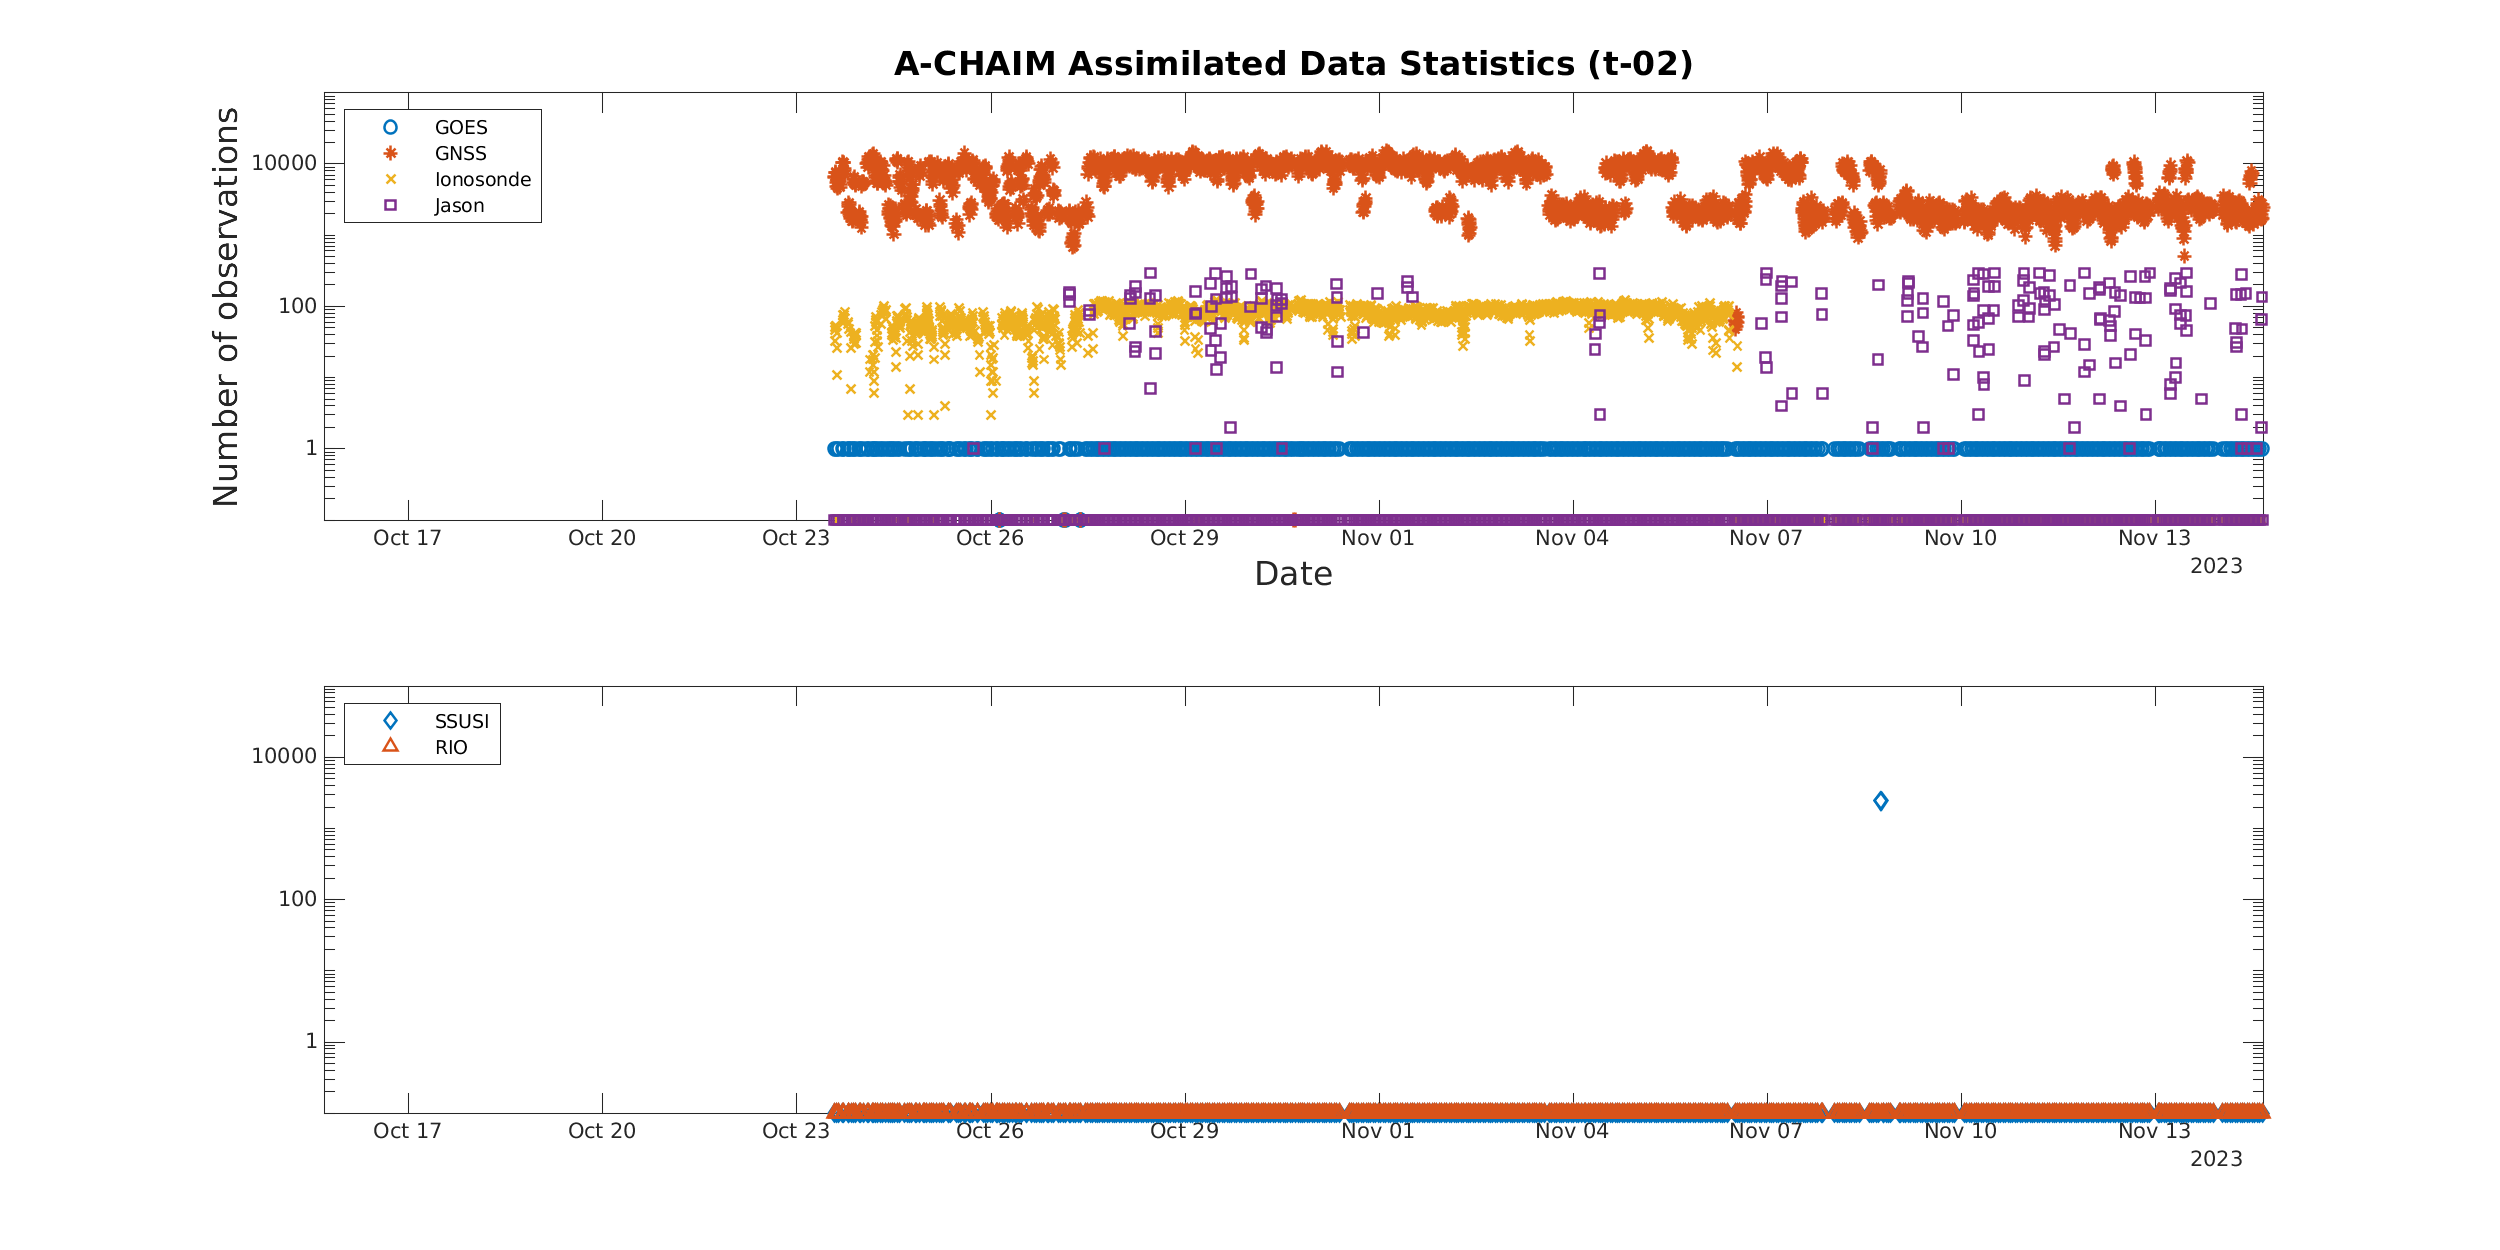 A-CHAIM Assimilated Data Statistics (t-02)
Number of observations
10000
100
1
GOES
GNSS
Ionosonde
Jason
Oct 17 Oct 20 Oct 23 Oct 26 Oct 29 Nov 01 Nov 04 Nov 07 Nov 10 Nov 13
2023
Date
10000
100
1
SSUSI
RIO
Oct 17 Oct 20 Oct 23 Oct 26 Oct 29 Nov 01 Nov 04 Nov 07 Nov 10 Nov 13
2023